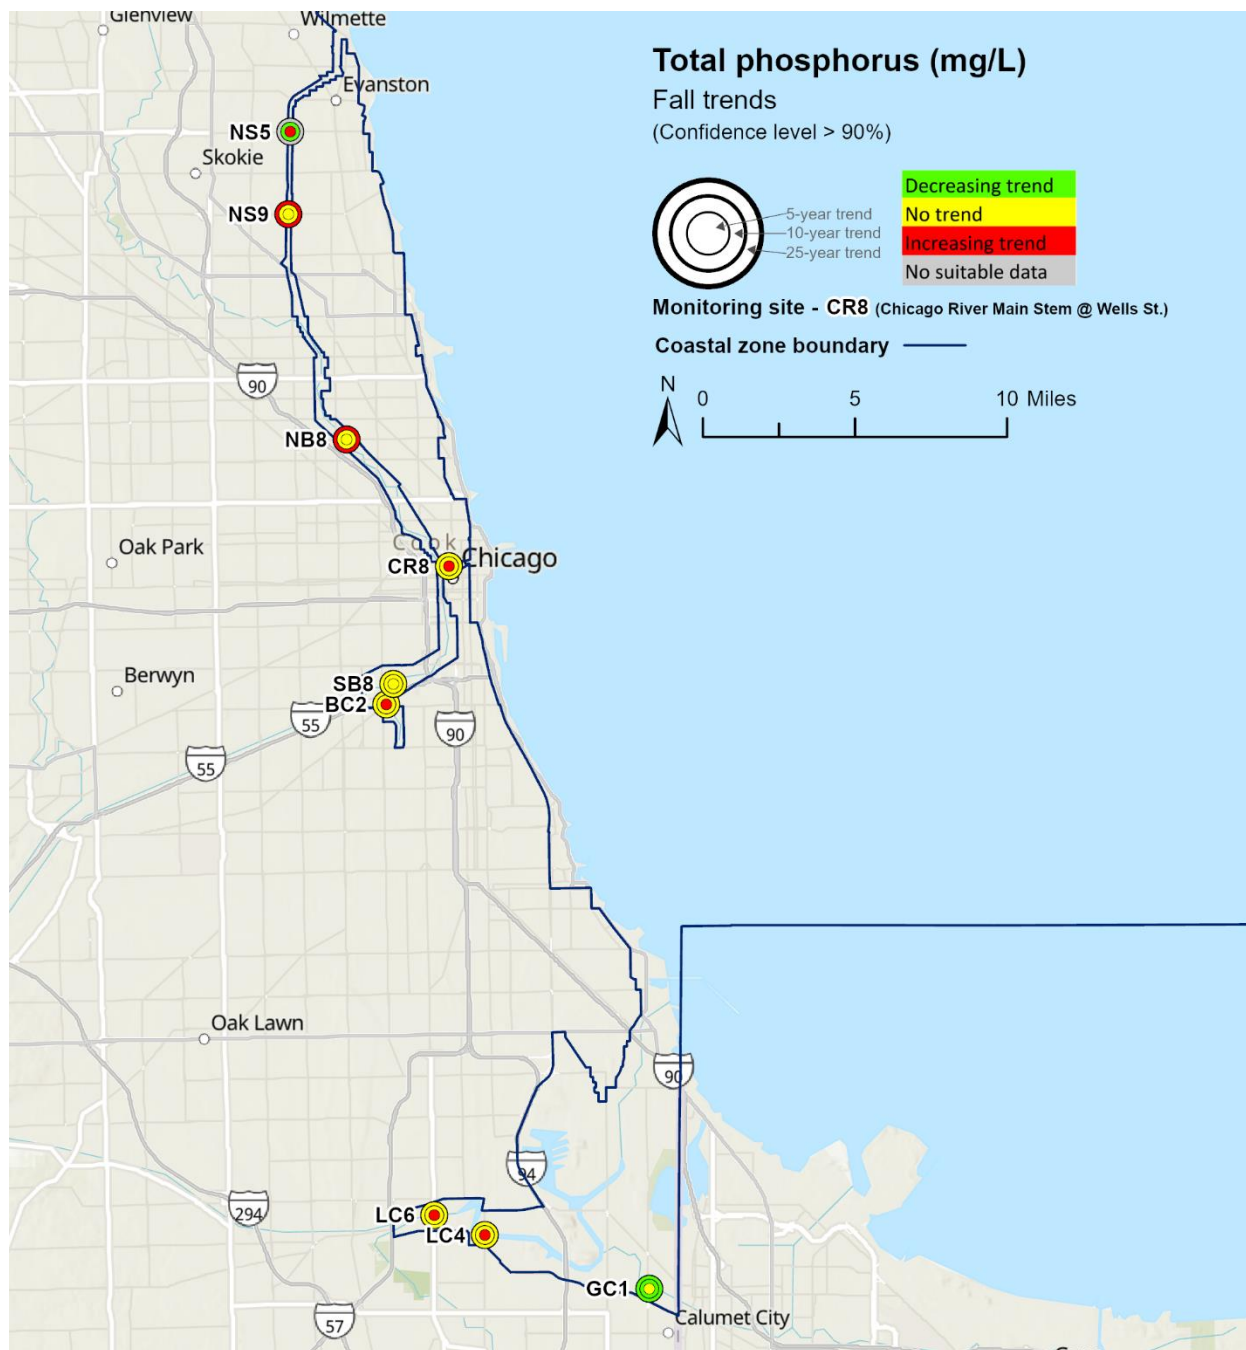 Glenview
Wilmette
Evanston
NS5
Skokie
NS9
90
NB8
Oak Park
Cook
CR8
Chicago
Berwyn
SB8
BC2
55
90
55
Oak Lawn
90
94
294
LC6
LC4
GC1
57
Calumet City
Total phosphorus (mg/L)
Fall trends
(Confidence level > 90%)
5-year trend
10-year trend
25-year trend
Decreasing trend
No trend
Increasing trend
No suitable data
Monitoring site - CR8 (Chicago River Main Stem @ Wells St.)
Coastal zone boundary
N
0 5 10 Miles